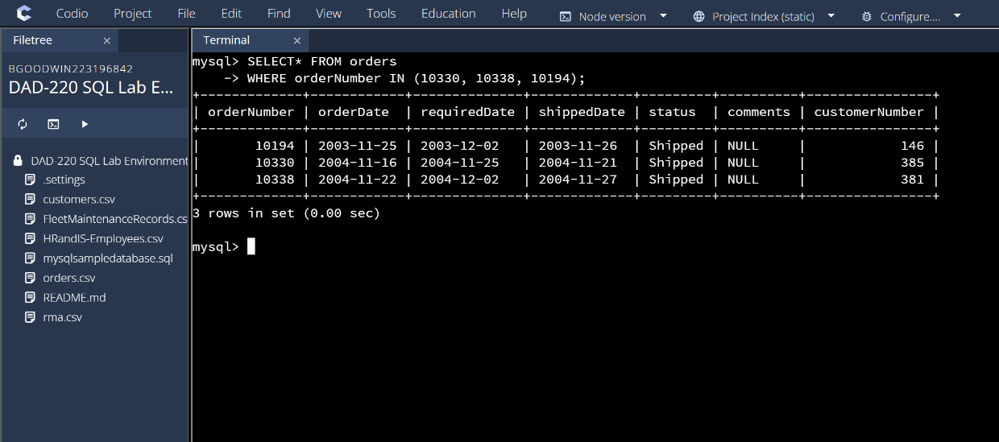 Codio Project File Edit Find View Tools Education Help Node version Project Index (static) Configure....
Filetree ×
Terminal ×
BGOODWIN223196842
DAD-220 SQL Lab E...
DAD-220 SQL Lab Environment
.settings
customers.csv
FleetMaintenanceRecords.cs
HRandIS-Employees.csv
mysqlsampledatabase.sql
orders.csv
README.md
rma.csv
mysql> SELECT* FROM orders
    -> WHERE orderNumber IN (10330, 10338, 10194);
+-------------+------------+--------------+-------------+---------+----------+----------------+
| orderNumber | orderDate  | requiredDate | shippedDate | status  | comments | customerNumber |
+-------------+------------+--------------+-------------+---------+----------+----------------+
|       10194 | 2003-11-25 | 2003-12-02   | 2003-11-26  | Shipped | NULL     |            146 |
|       10330 | 2004-11-16 | 2004-11-25   | 2004-11-21  | Shipped | NULL     |            385 |
|       10338 | 2004-11-22 | 2004-12-02   | 2004-11-27  | Shipped | NULL     |            381 |
+-------------+------------+--------------+-------------+---------+----------+----------------+
3 rows in set (0.00 sec)
mysql>